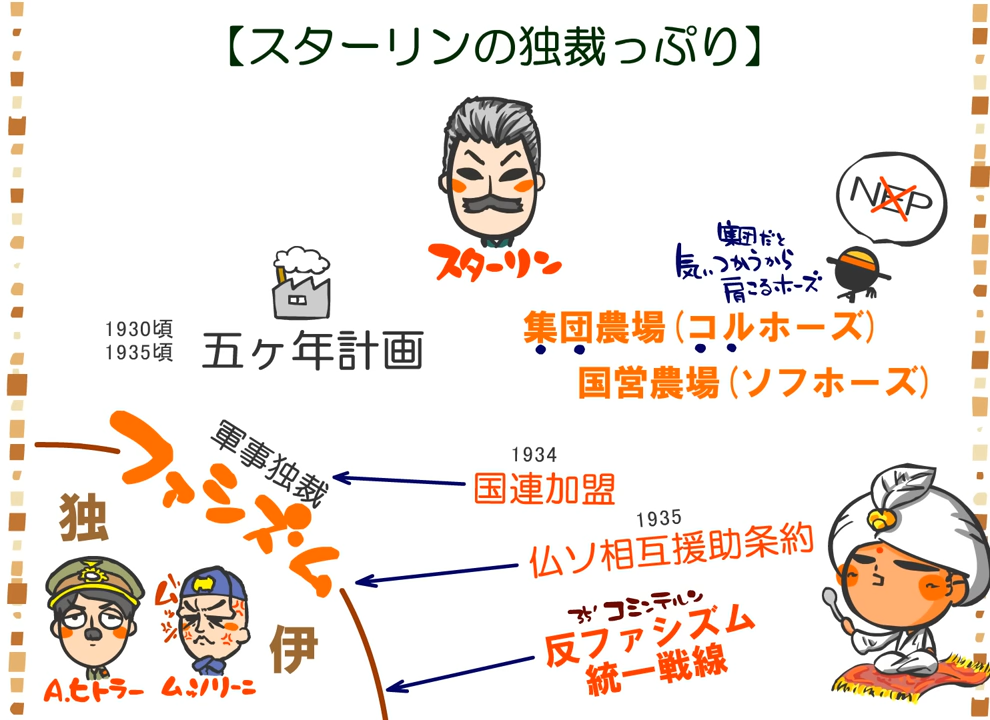 【スターリンの独裁っぷり】
スターリン
NEP
集団だと
気ぃつかうから
肩こるホーズ
集団農場(コルホーズ)
国営農場(ソフホーズ)
1930頃
1935頃
五ヶ年計画
ファシズム
軍事独裁
1934
国連加盟
1935
仏ソ相互援助条約
35' コミンテルン
反ファシズム
統一戦線
独
伊
A.ヒトラー
ムッ
ムッソリーニ